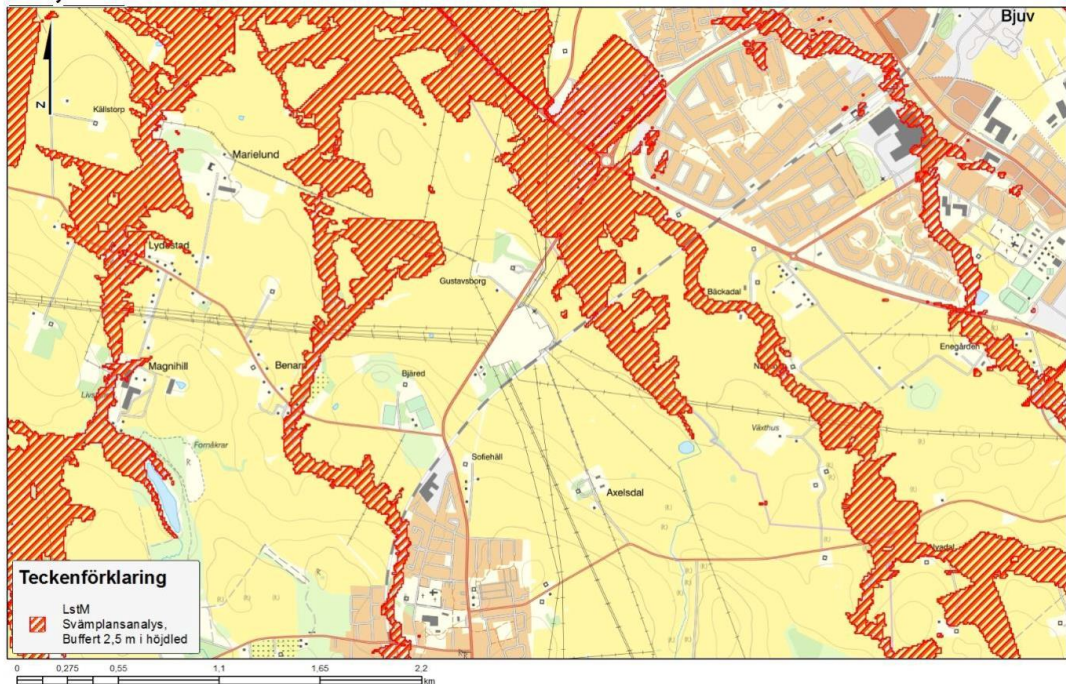 Bjuv
N
Källstorp
Marielund
Lydestad
Gustavsborg
Bäckadal
Enegården
Magnihill
Benarp
Bjäred
Växthus
Fornåkrar
R
Sofiehäll
Axelsdal
Teckenförklaring
LstM
Svämplansanalys,
Buffert 2,5 m i höjdled
0 0,275 0,55 1,1 1,65 2,2
km